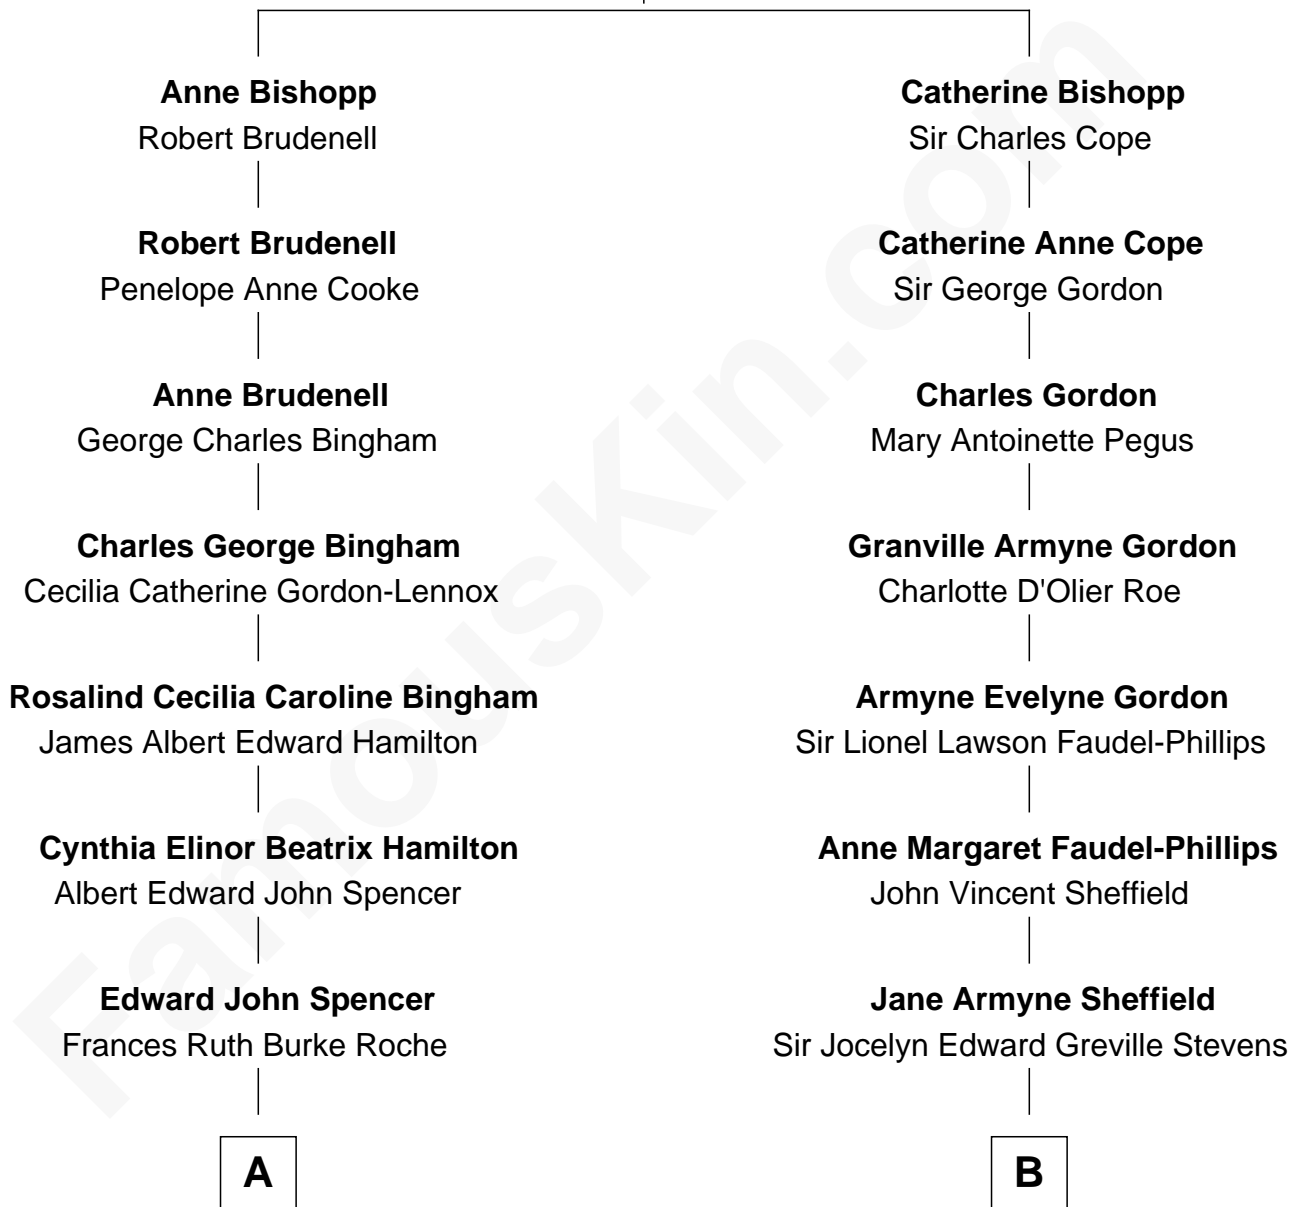 Anne Bishopp
Robert Brudenell
Robert Brudenell
Penelope Anne Cooke
Anne Brudenell
George Charles Bingham
Charles George Bingham
Cecilia Catherine Gordon-Lennox
Rosalind Cecilia Caroline Bingham
James Albert Edward Hamilton
Cynthia Elinor Beatrix Hamilton
Albert Edward John Spencer
Edward John Spencer
Frances Ruth Burke Roche
A
Catherine Bishopp
Sir Charles Cope
Catherine Anne Cope
Sir George Gordon
Charles Gordon
Mary Antoinette Pegus
Granville Armyne Gordon
Charlotte D'Olier Roe
Armyne Evelyne Gordon
Sir Lionel Lawson Faudel-Phillips
Anne Margaret Faudel-Phillips
John Vincent Sheffield
Jane Armyne Sheffield
Sir Jocelyn Edward Greville Stevens
B
FamousKin.com